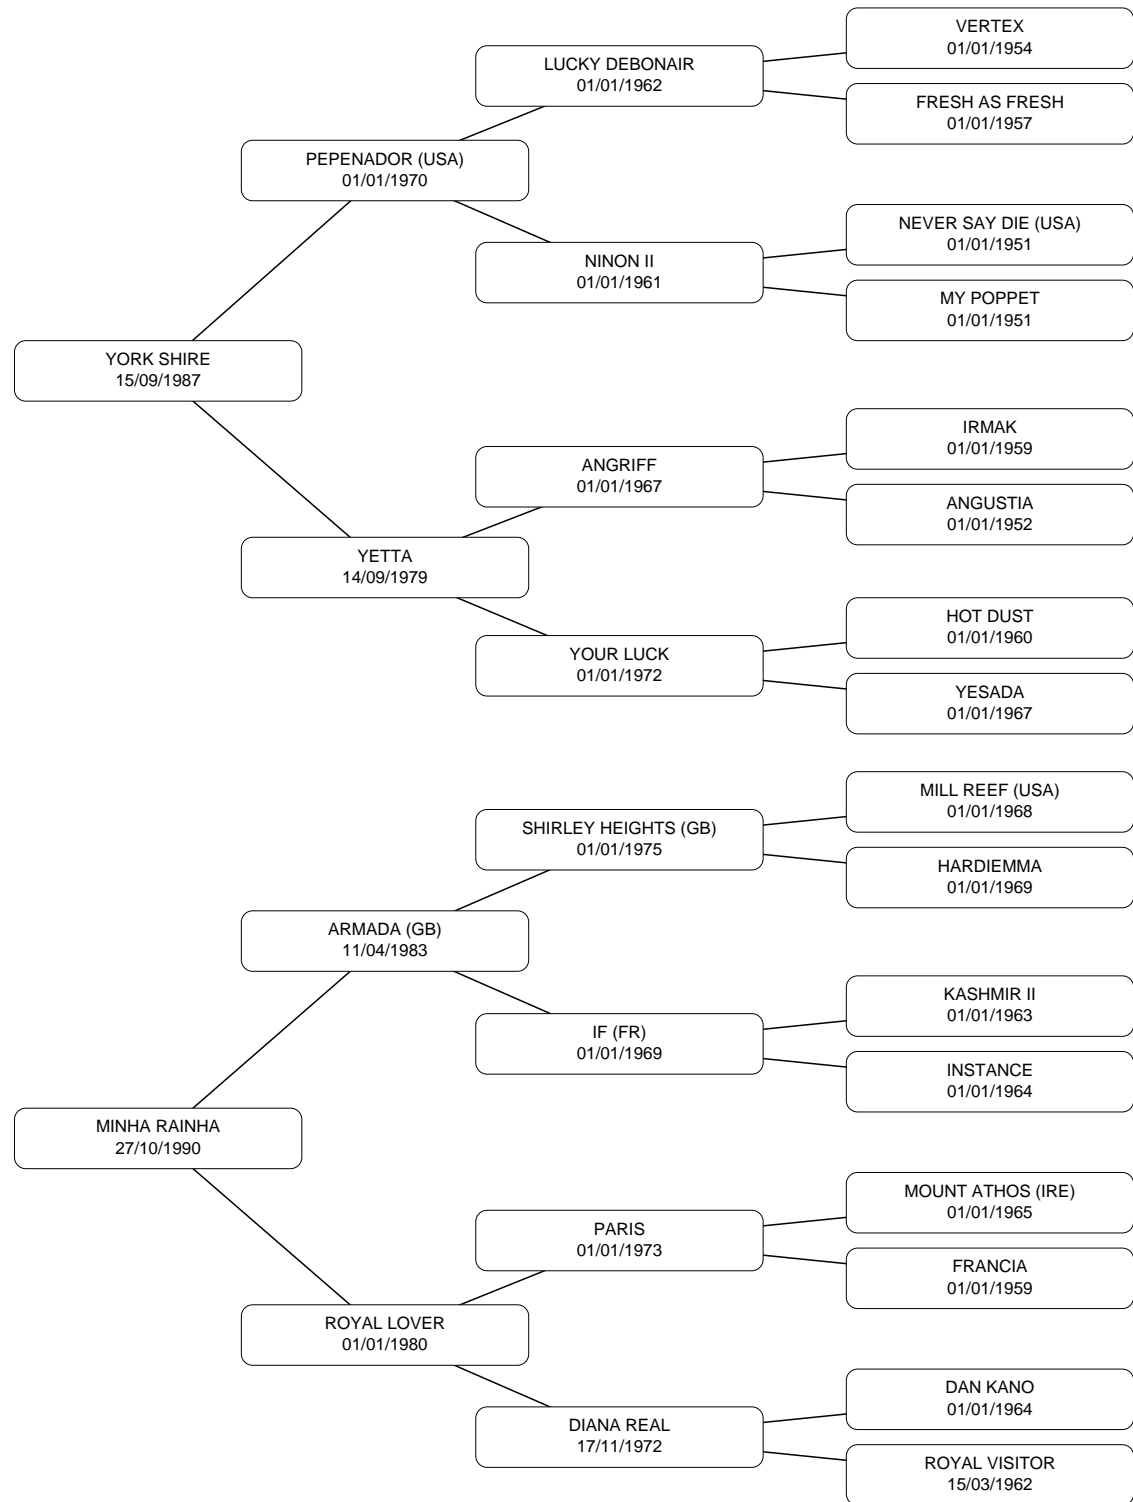 VERTEX
01/01/1954
LUCKY DEBONAIR
01/01/1962
FRESH AS FRESH
01/01/1957
PEPENADOR (USA)
01/01/1970
NEVER SAY DIE (USA)
01/01/1951
NINON II
01/01/1961
MY POPPET
01/01/1951
YORK SHIRE
15/09/1987
IRMAK
01/01/1959
ANGRIFF
01/01/1967
ANGUSTIA
01/01/1952
YETTA
14/09/1979
HOT DUST
01/01/1960
YOUR LUCK
01/01/1972
YESADA
01/01/1967
MILL REEF (USA)
01/01/1968
SHIRLEY HEIGHTS (GB)
01/01/1975
HARDIEMMA
01/01/1969
ARMADA (GB)
11/04/1983
KASHMIR II
01/01/1963
IF (FR)
01/01/1969
INSTANCE
01/01/1964
MINHA RAINHA
27/10/1990
MOUNT ATHOS (IRE)
01/01/1965
PARIS
01/01/1973
FRANCIA
01/01/1959
ROYAL LOVER
01/01/1980
DAN KANO
01/01/1964
DIANA REAL
17/11/1972
ROYAL VISITOR
15/03/1962